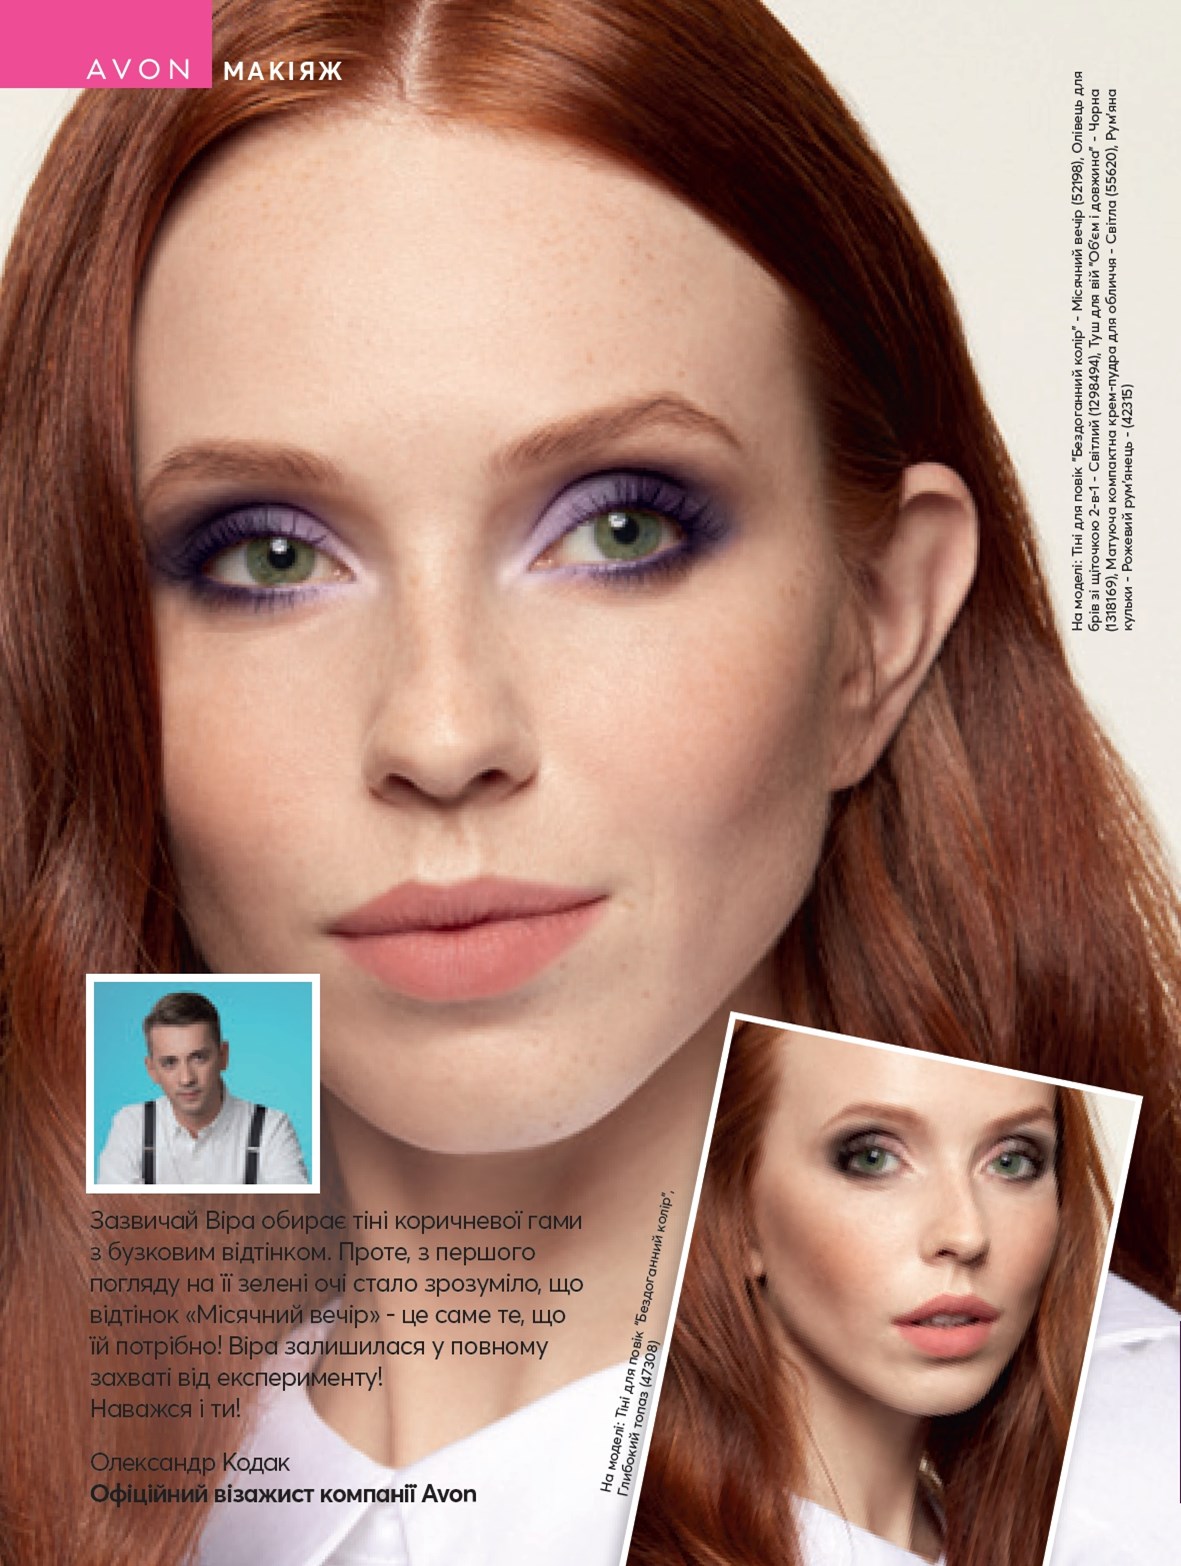 AVON МАКІЯЖ
На моделі: Тіні для повік "Бездоганний колір" - Місячний вечір (52198), Олівець для
брів зі щіточкою 2-в-1 - Світлий (1298494), Туш для вій "Об'єм і довжина" - Чорна
(1318169), Матуюча компактна крем-пудра для обличчя - Світла (55620), Рум'яна
кульки - Рожевий рум'янець - (42315)
Зазвичай Віра обирає тіні коричневої гами
з бузковим відтінком. Проте, з першого
погляду на її зелені очі стало зрозуміло, що
відтінок «Місячний вечір» - це саме те, що
їй потрібно! Віра залишилася у повному
захваті від експерименту!
Наважся і ти!
Олександр Кодак
Офіційний візажист компанії Avon
На моделі: Тіні для повік "Бездоганний колір",
Глибокий топаз (47308)